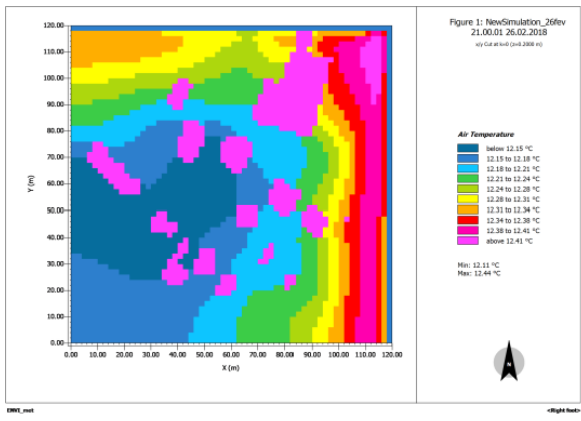 Figure 1: NewSimulation_26fev
21.00.01 26.02.2018
x/y Cut at k=0 (z=0.2000 m)
120.00
110.00
100.00
90.00
80.00
70.00
60.00
50.00
40.00
30.00
20.00
10.00
0.00
Y (m)
0.00 10.00 20.00 30.00 40.00 50.00 60.00 70.00 80.00 90.00 100.00 110.00 120.00
X (m)
Air Temperature
below 12.15 °C
12.15 to 12.18 °C
12.18 to 12.21 °C
12.21 to 12.24 °C
12.24 to 12.28 °C
12.28 to 12.31 °C
12.31 to 12.34 °C
12.34 to 12.38 °C
12.38 to 12.41 °C
above 12.41 °C
Min: 12.11 °C
Max: 12.44 °C
N
ENVI_met
<Right foot>